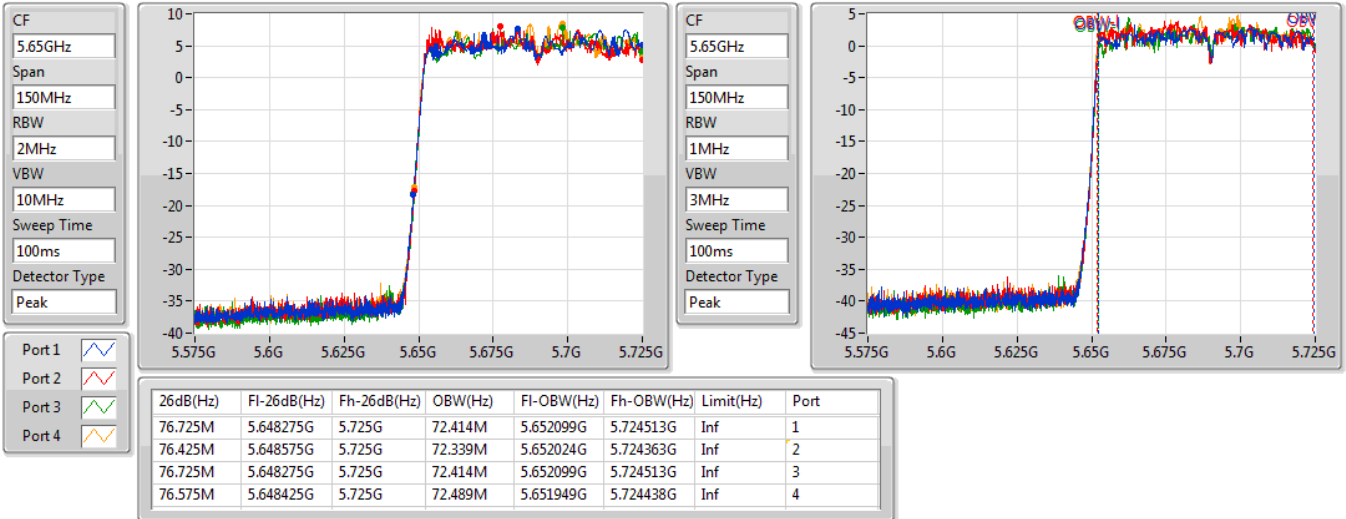 CF
5.65GHz
Span
150MHz
RBW
2MHz
VBW
10MHz
Sweep Time
100ms
Detector Type
Peak
10
5
0
-5
-10
-15
-20
-25
-30
-35
-40
5.575G 5.6G 5.625G 5.65G 5.675G 5.7G 5.725G
CF
5.65GHz
Span
150MHz
RBW
1MHz
VBW
3MHz
Sweep Time
100ms
Detector Type
Peak
5
0
-5
-10
-15
-20
-25
-30
-35
-40
-45
OBW-l OBW
5.575G 5.6G 5.625G 5.65G 5.675G 5.7G 5.725G
Port 1
Port 2
Port 3
Port 4
26dB(Hz) Fl-26dB(Hz) Fh-26dB(Hz) OBW(Hz) Fl-OBW(Hz) Fh-OBW(Hz) Limit(Hz) Port
76.725M 5.648275G 5.725G 72.414M 5.652099G 5.724513G Inf 1
76.425M 5.648575G 5.725G 72.339M 5.652024G 5.724363G Inf 2
76.725M 5.648275G 5.725G 72.414M 5.652099G 5.724513G Inf 3
76.575M 5.648425G 5.725G 72.489M 5.651949G 5.724438G Inf 4